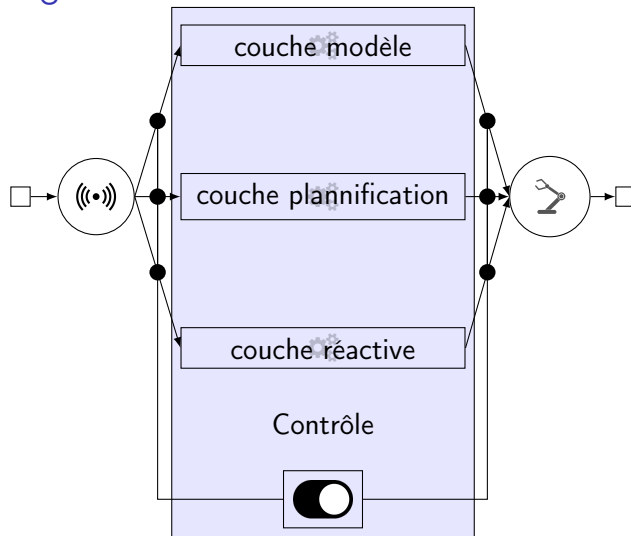 couche modèle
couche plannification
couche réactive
Contrôle